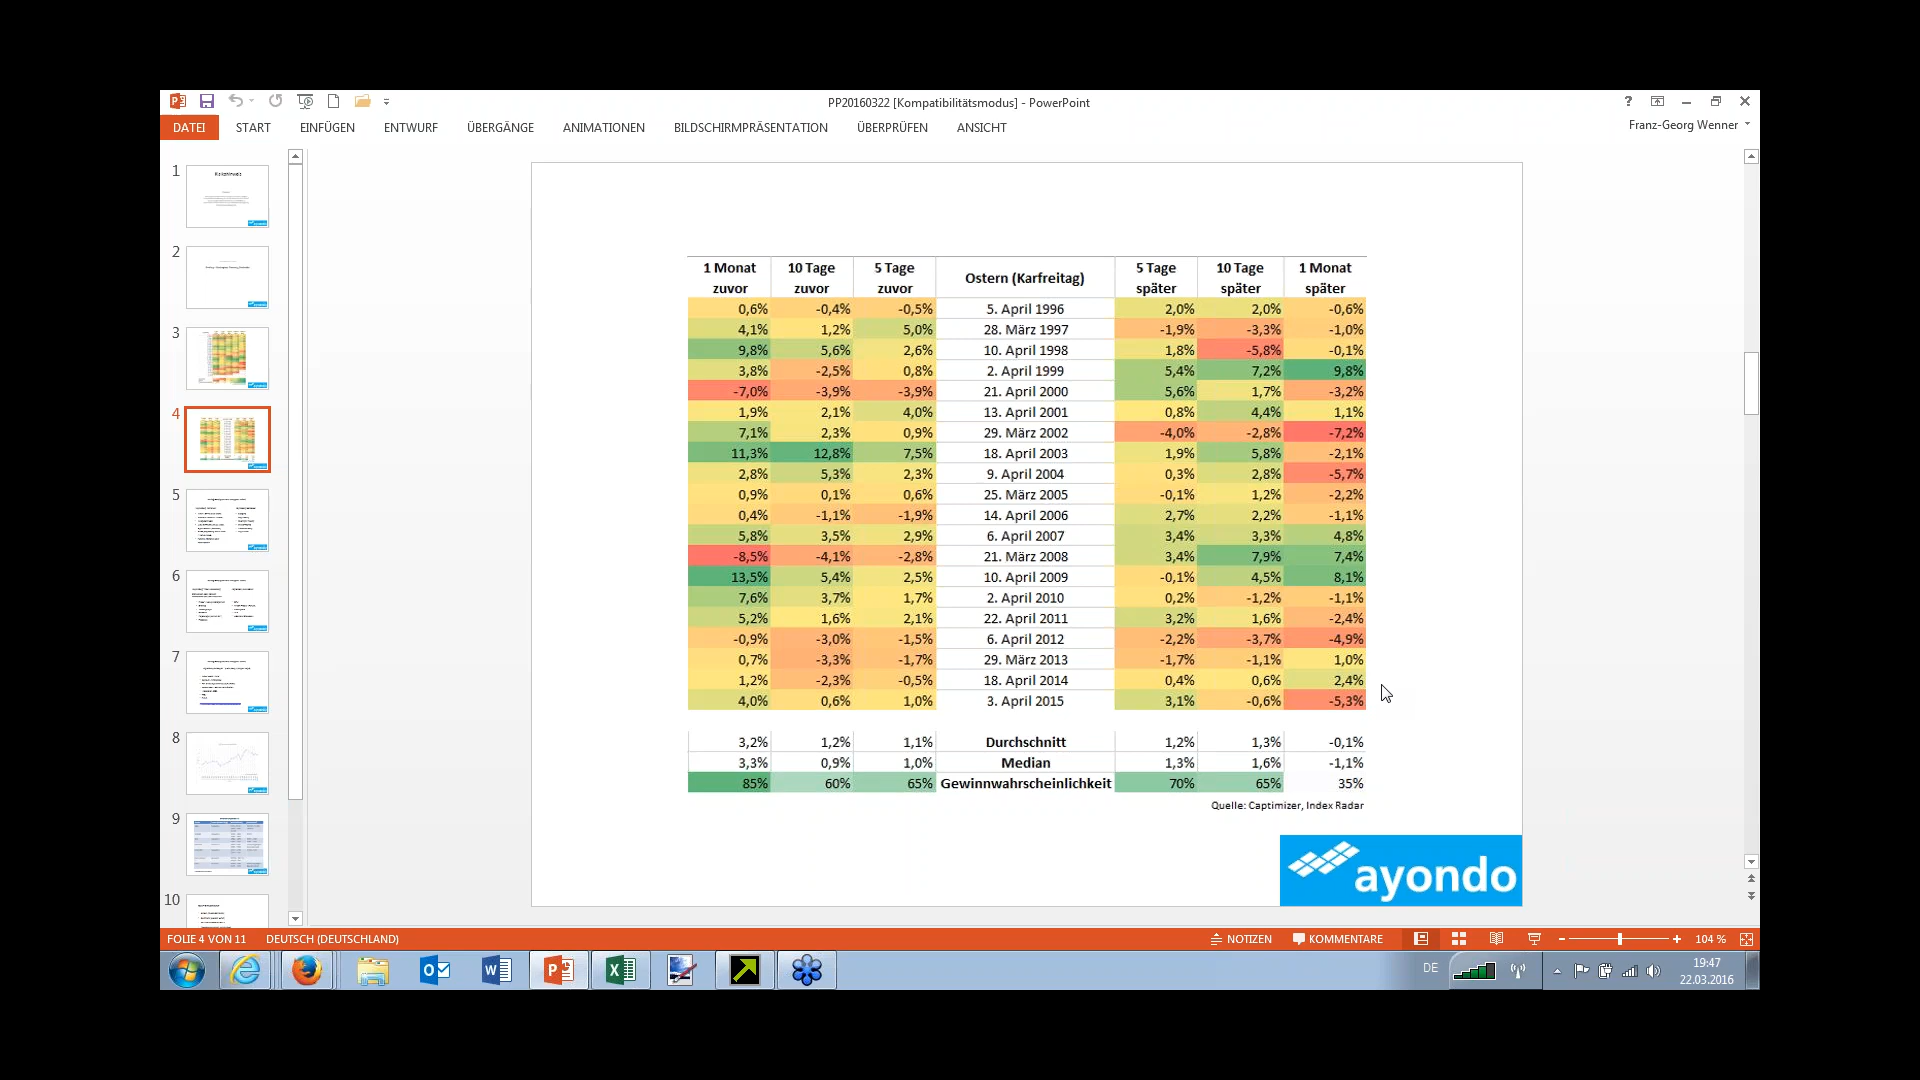 PP20160322 [Kompatibilitätsmodus] - PowerPoint
DATEI START EINFÜGEN ENTWURF ÜBERGÄNGE ANIMATIONEN BILDSCHIRMPRÄSENTATION ÜBERPRÜFEN ANSICHT
Franz-Georg Wenner
1
2
3
4
5
6
7
8
9
10
1 Monat zuvor 10 Tage zuvor 5 Tage zuvor Ostern (Karfreitag) 5 Tage später 10 Tage später 1 Monat später
0,6% -0,4% -0,5% 5. April 1996 2,0% 2,0% -0,6%
4,1% 1,2% 5,0% 28. März 1997 -1,9% -3,3% -1,0%
9,8% 5,6% 2,6% 10. April 1998 1,8% -5,8% -0,1%
3,8% -2,5% 0,8% 2. April 1999 5,4% 7,2% 9,8%
-7,0% -3,9% -3,9% 21. April 2000 5,6% 1,7% -3,2%
1,9% 2,1% 4,0% 13. April 2001 0,8% 4,4% 1,1%
7,1% 2,3% 0,9% 29. März 2002 -4,0% -2,8% -7,2%
11,3% 12,8% 7,5% 18. April 2003 1,9% 5,8% -2,1%
2,8% 5,3% 2,3% 9. April 2004 0,3% 2,8% -5,7%
0,9% 0,1% 0,6% 25. März 2005 -0,1% 1,2% -2,2%
0,4% -1,1% -1,9% 14. April 2006 2,7% 2,2% -1,1%
5,8% 3,5% 2,9% 6. April 2007 3,4% 3,3% 4,8%
-8,5% -4,1% -2,8% 21. März 2008 3,4% 7,9% 7,4%
13,5% 5,4% 2,5% 10. April 2009 -0,1% 4,5% 8,1%
7,6% 3,7% 1,7% 2. April 2010 0,2% -1,2% -1,1%
5,2% 1,6% 2,1% 22. April 2011 3,2% 1,6% -2,4%
-0,9% -3,0% -1,5% 6. April 2012 -2,2% -3,7% -4,9%
0,7% -3,3% -1,7% 29. März 2013 -1,7% -1,1% 1,0%
1,2% -2,3% -0,5% 18. April 2014 0,4% 0,6% 2,4%
4,0% 0,6% 1,0% 3. April 2015 3,1% -0,6% -5,3%
3,2% 1,2% 1,1% Durchschnitt 1,2% 1,3% -0,1%
3,3% 0,9% 1,0% Median 1,3% 1,6% -1,1%
85% 60% 65% Gewinnwahrscheinlichkeit 70% 65% 35%
Quelle: Captimizer, Index Radar
ayondo
FOLIE 4 VON 11 DEUTSCH (DEUTSCHLAND) NOTIZEN KOMMENTARE 104 %
DE 19:47
22.03.2016